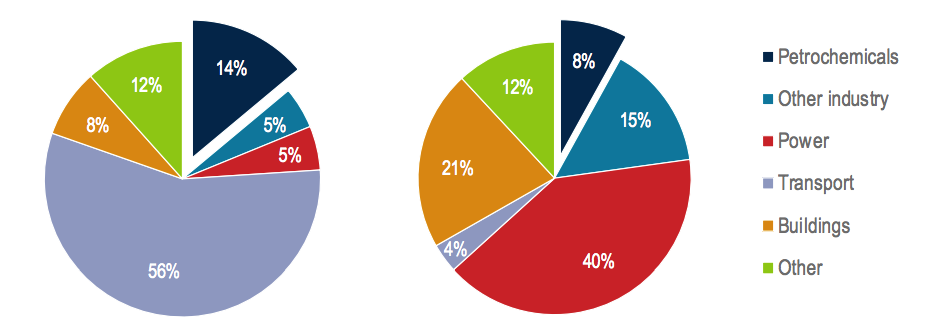 14%
5%
5%
56%
8%
12%
8%
15%
40%
4%
21%
12%
Petrochemicals
Other industry
Power
Transport
Buildings
Other